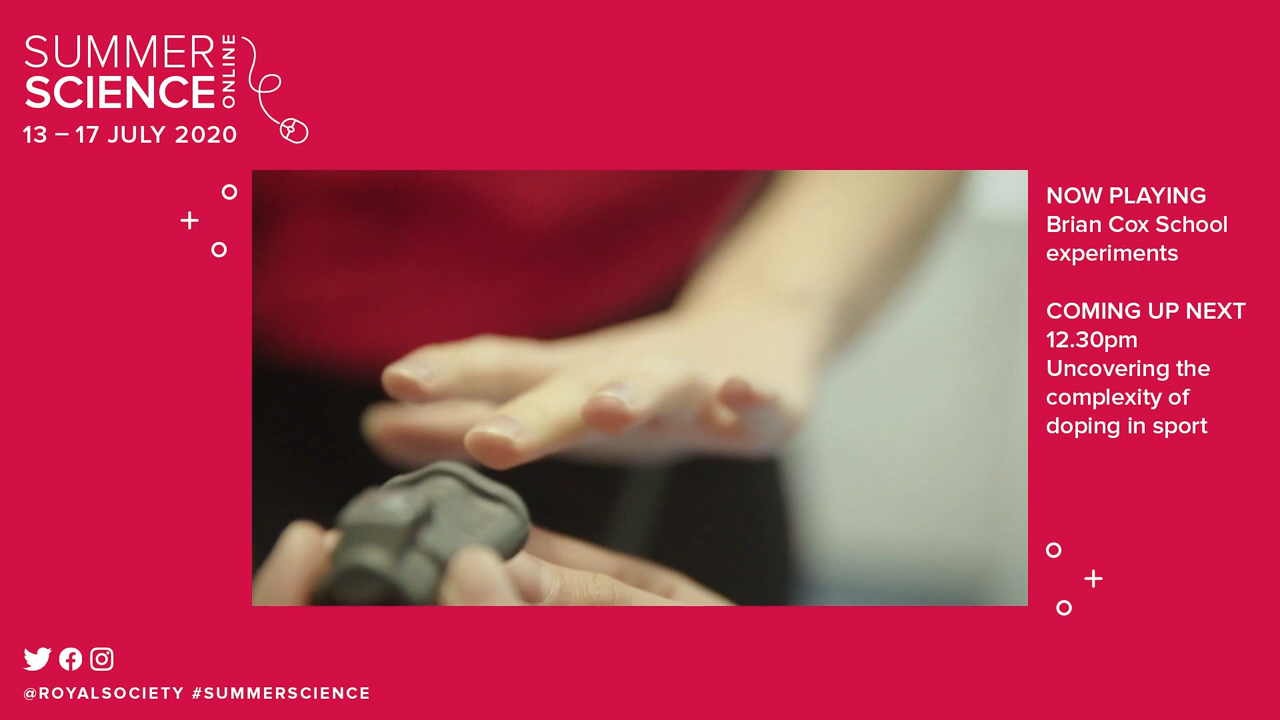 SUMMER
SCIENCE
ONLINE
13 – 17 JULY 2020
NOW PLAYING
Brian Cox School
experiments
COMING UP NEXT
12.30pm
Uncovering the
complexity of
doping in sport
@ROYALSOCIETY #SUMMERSCIENCE